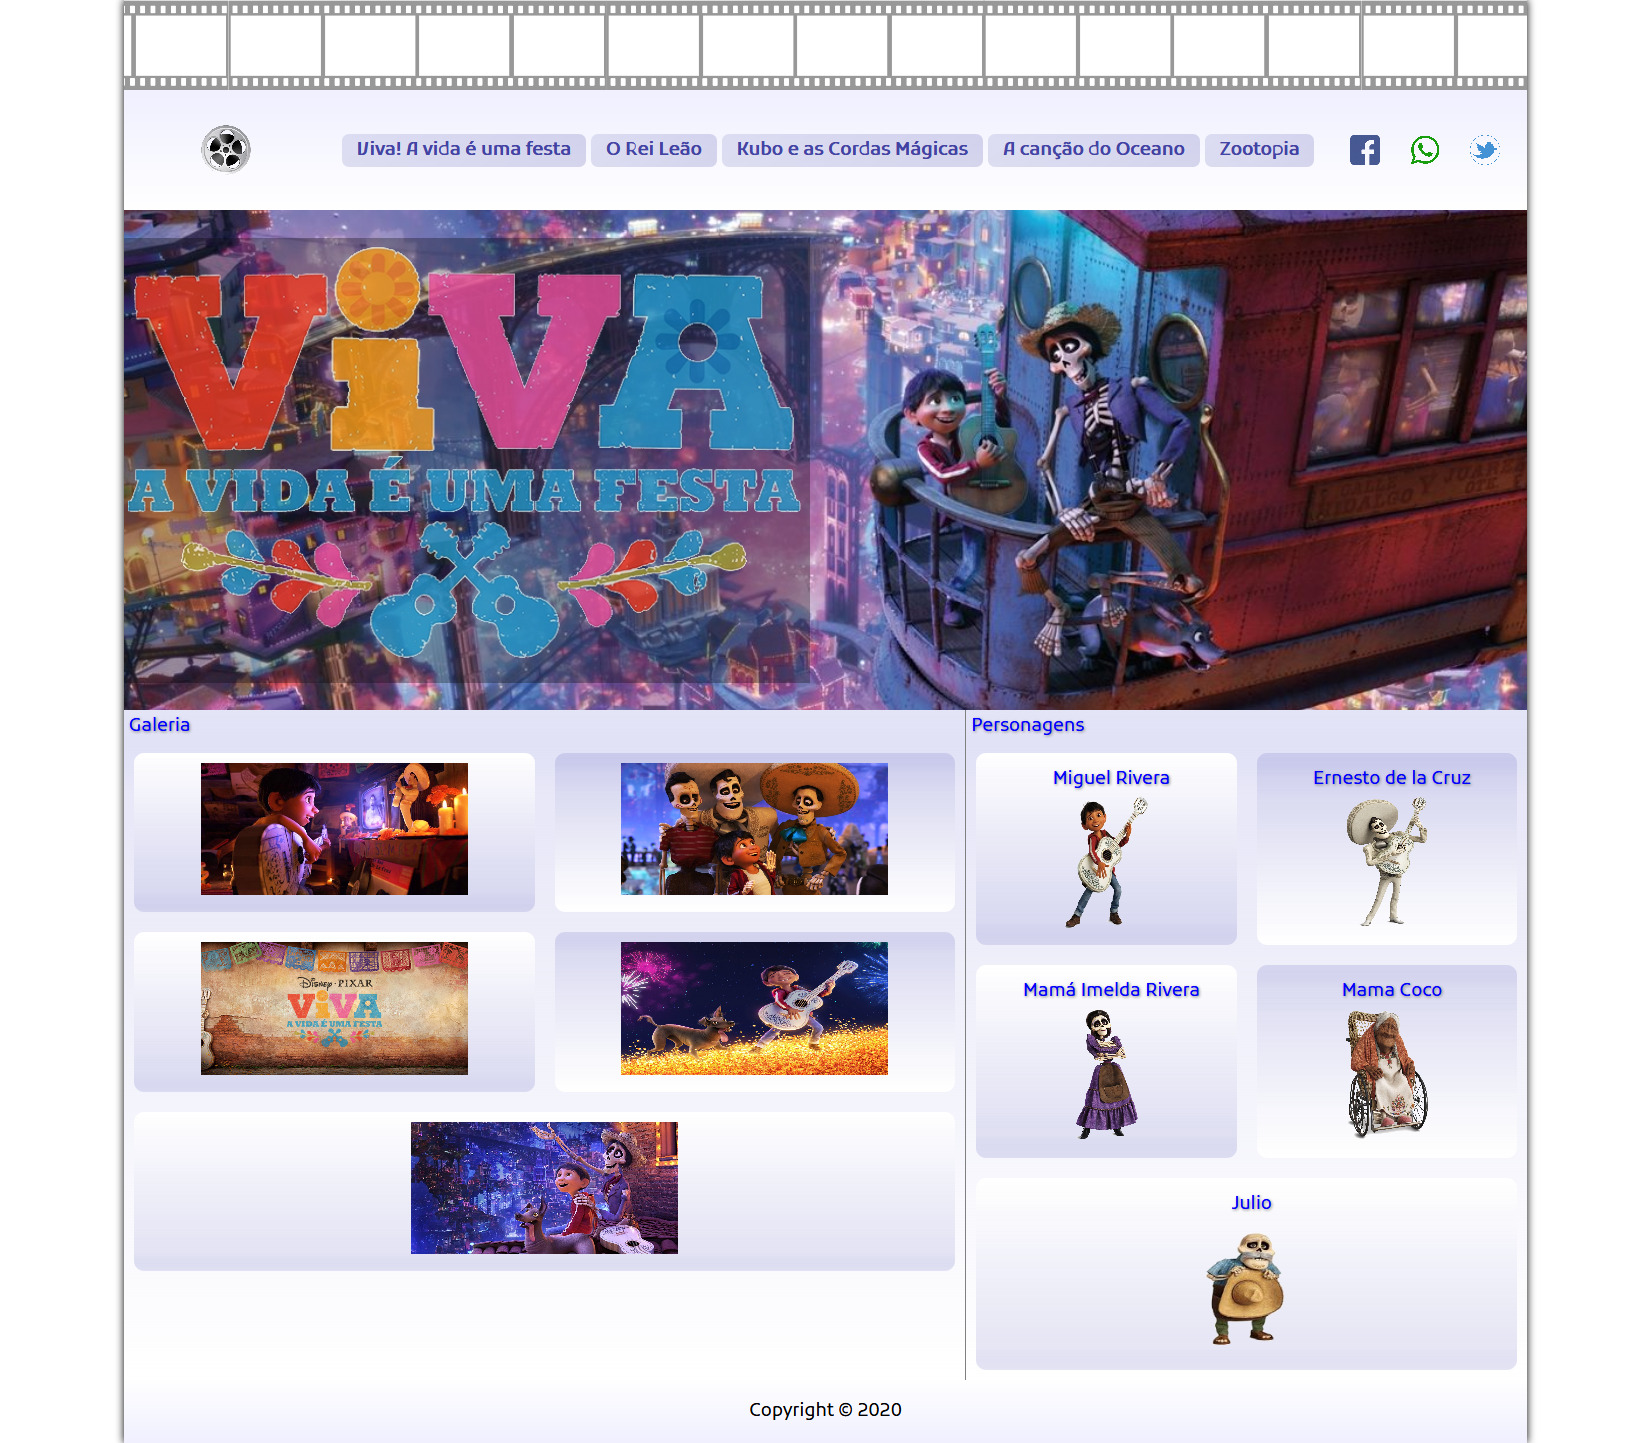 Viva! A vida é uma festa
O Rei Leão
Kubo e as Cordas Mágicas
A canção do Oceano
Zootopia
ViVA
A VIDA É UMA FESTA
Galeria
Personagens
Miguel Rivera
Ernesto de la Cruz
DISNEY · PIXAR
ViVA
A VIDA É UMA FESTA
Mamá Imelda Rivera
Mama Coco
Julio
Copyright © 2020